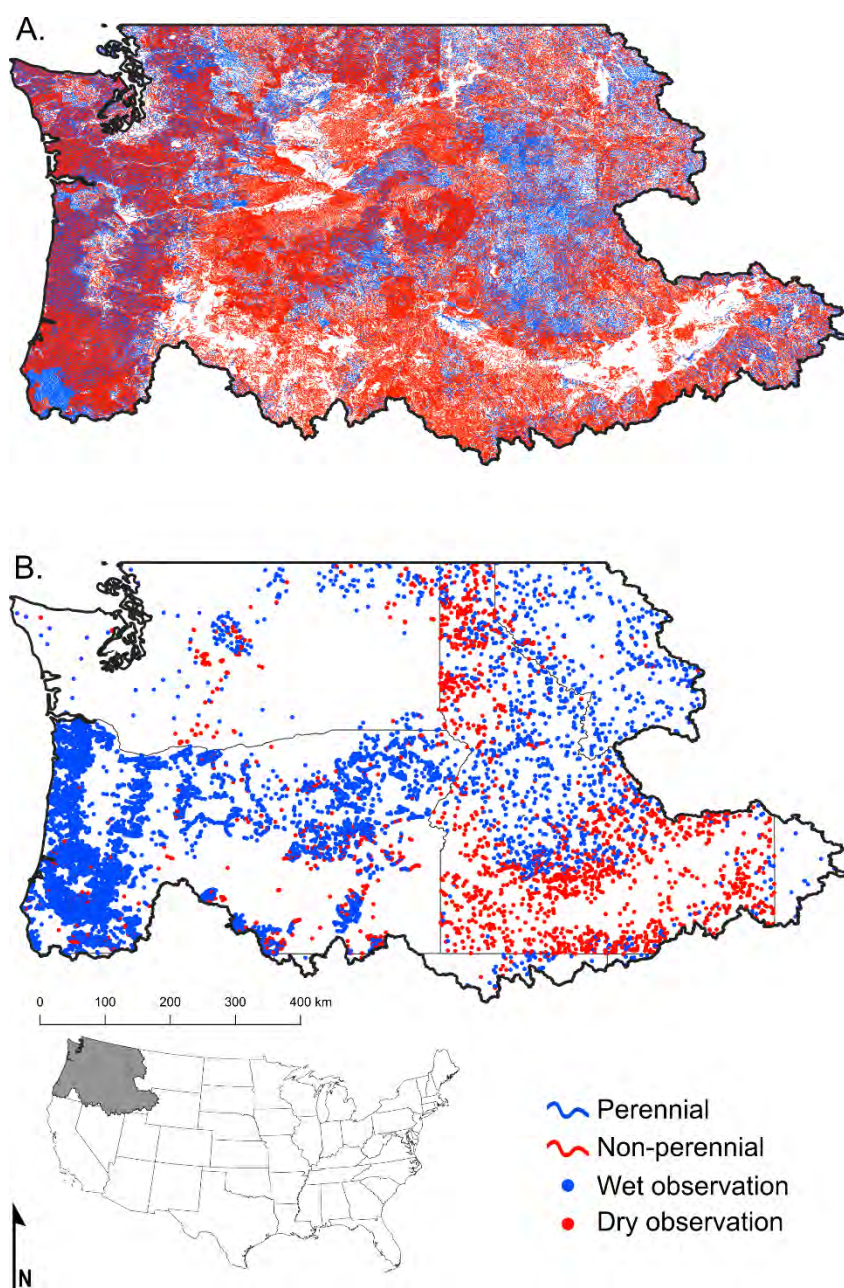 A.
B.
0 100 200 300 400 km
Perennial
Non-perennial
Wet observation
Dry observation
N